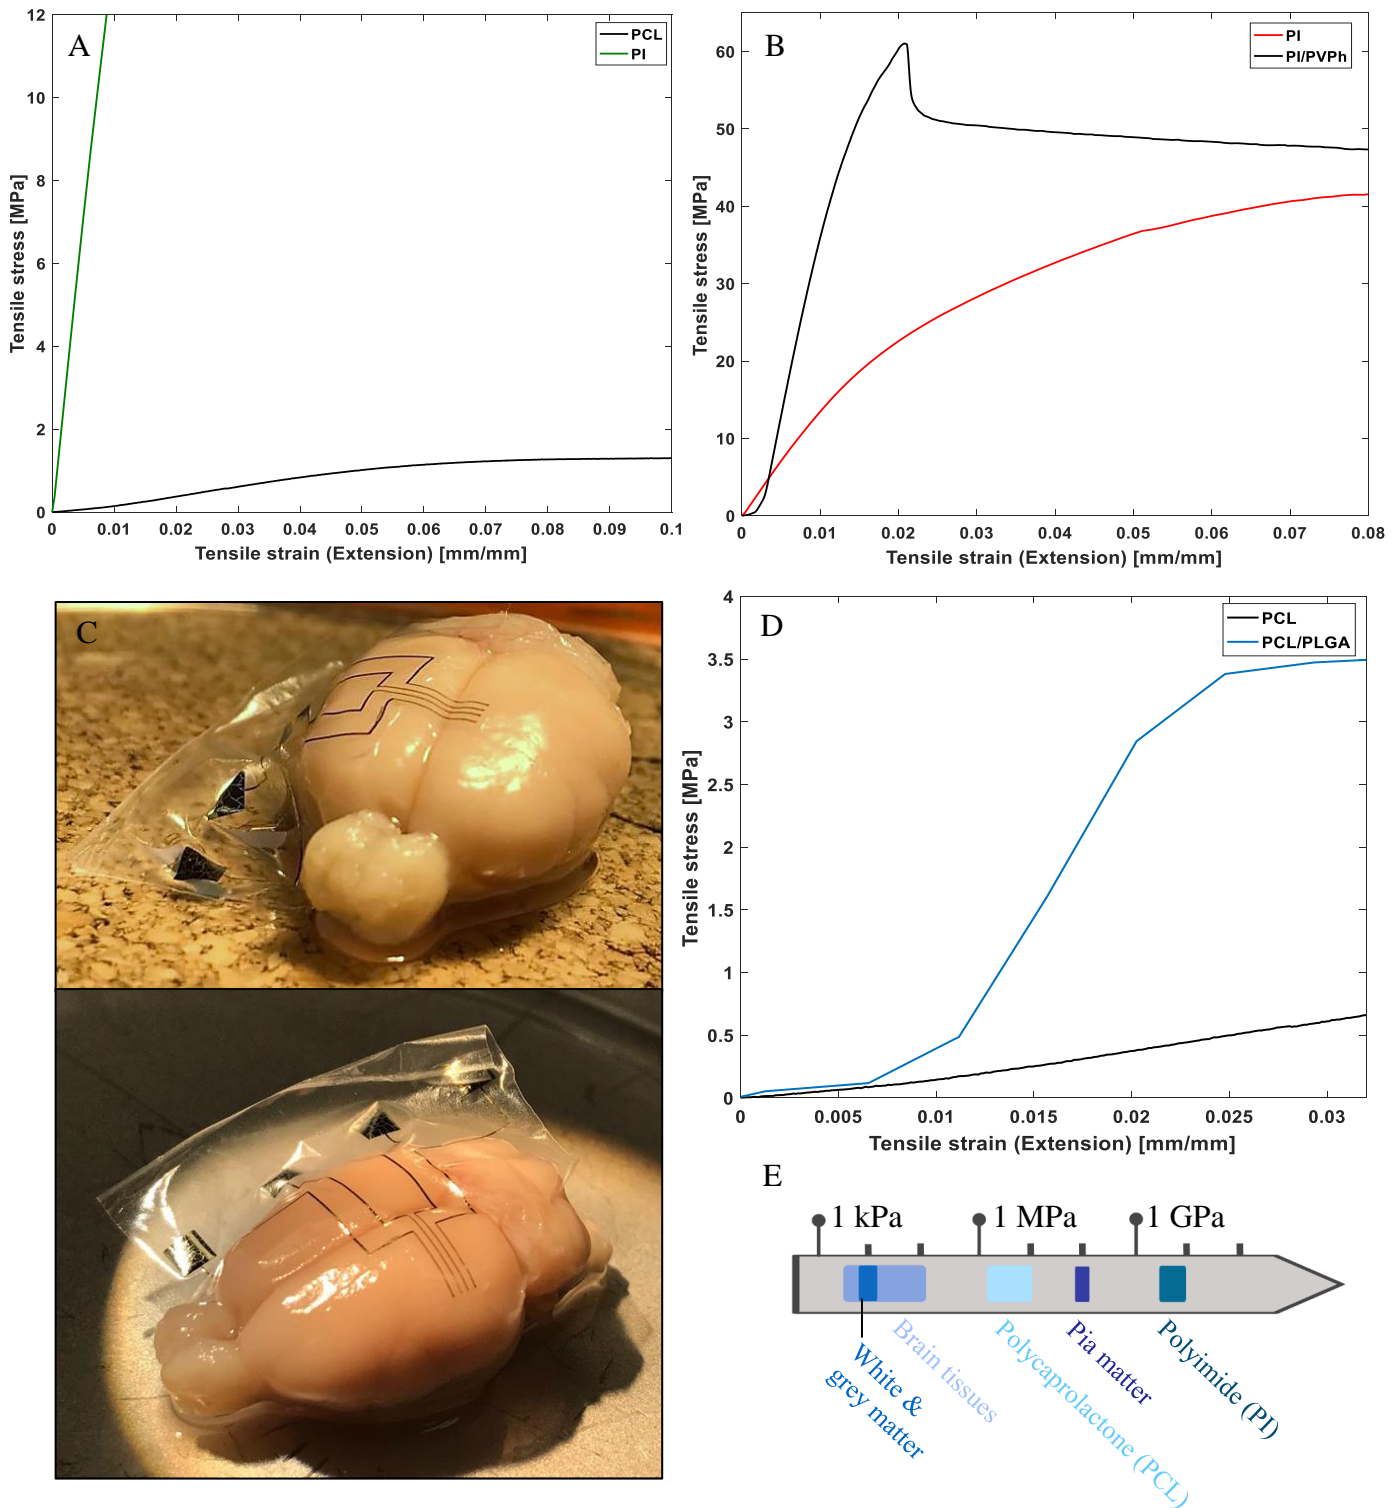 A
PCL
PI
12
10
8
6
4
2
0
Tensile stress [MPa]
0 0.01 0.02 0.03 0.04 0.05 0.06 0.07 0.08 0.09 0.1
Tensile strain (Extension) [mm/mm]
B
PI
PI/PVPh
60
50
40
30
20
10
0
Tensile stress [MPa]
0 0.01 0.02 0.03 0.04 0.05 0.06 0.07 0.08
Tensile strain (Extension) [mm/mm]
C
D
PCL
PCL/PLGA
4
3.5
3
2.5
2
1.5
1
0.5
0
Tensile stress [MPa]
0 0.005 0.01 0.015 0.02 0.025 0.03
Tensile strain (Extension) [mm/mm]
E
1 kPa 1 MPa 1 GPa
White &
grey matter
Brain tissues
Polycaprolactone (PCL)
Pia matter
Polyimide (PI)